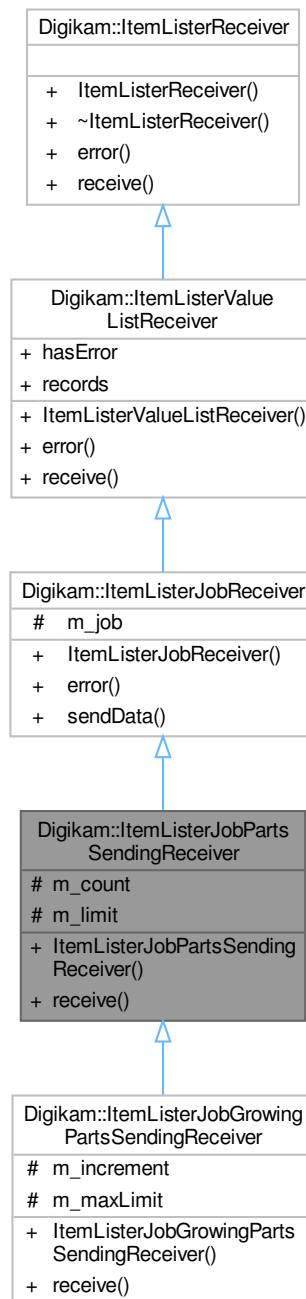 Digikam::ItemListerReceiver
+ ItemListerReceiver()
+ ~ItemListerReceiver()
+ error()
+ receive()
Digikam::ItemListerValue
ListReceiver
+ hasError
+ records
+ ItemListerValueListReceiver()
+ error()
+ receive()
Digikam::ItemListerJobReceiver
# m_job
+ ItemListerJobReceiver()
+ error()
+ sendData()
Digikam::ItemListerJobParts
SendingReceiver
# m_count
# m_limit
+ ItemListerJobPartsSending
Receiver()
+ receive()
Digikam::ItemListerJobGrowing
PartsSendingReceiver
# m_increment
# m_maxLimit
+ ItemListerJobGrowingParts
SendingReceiver()
+ receive()